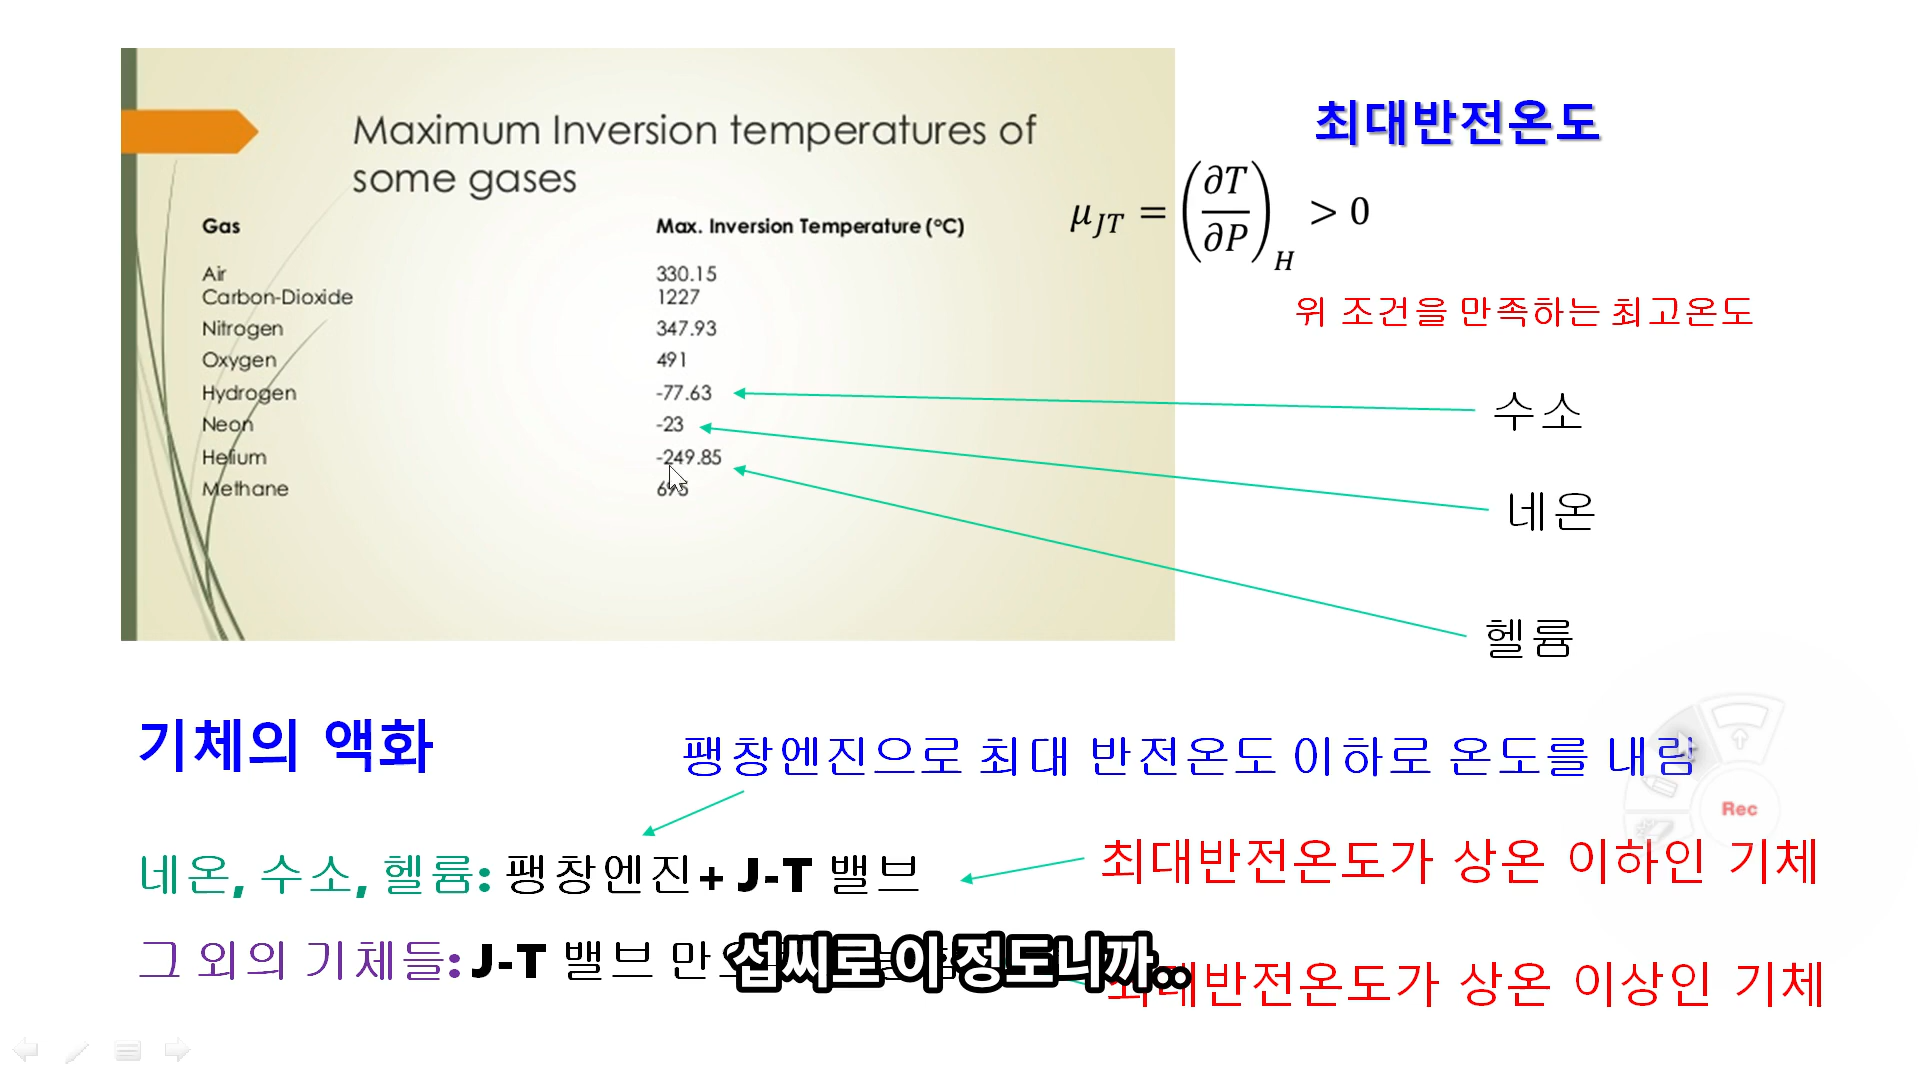 최대반전온도
Maximum Inversion temperatures of
some gases
μ_JT = (∂T/∂P)_H > 0
Gas Max. Inversion Temperature (°C)
Air 330.15
Carbon-Dioxide 1227
Nitrogen 347.93
Oxygen 491
Hydrogen -77.63
Neon -23
Helium -249.85
Methane
위 조건을 만족하는 최고온도
수소
네온
헬륨
기체의 액화
팽창엔진으로 최대 반전온도 이하로 온도를 내림
Rec
네온, 수소, 헬륨: 팽창엔진+ J-T 밸브
최대반전온도가 상온 이하인 기체
그 외의 기체들: J-T 밸브
섭씨로 이 정도니까..
최대반전온도가 상온 이상인 기체